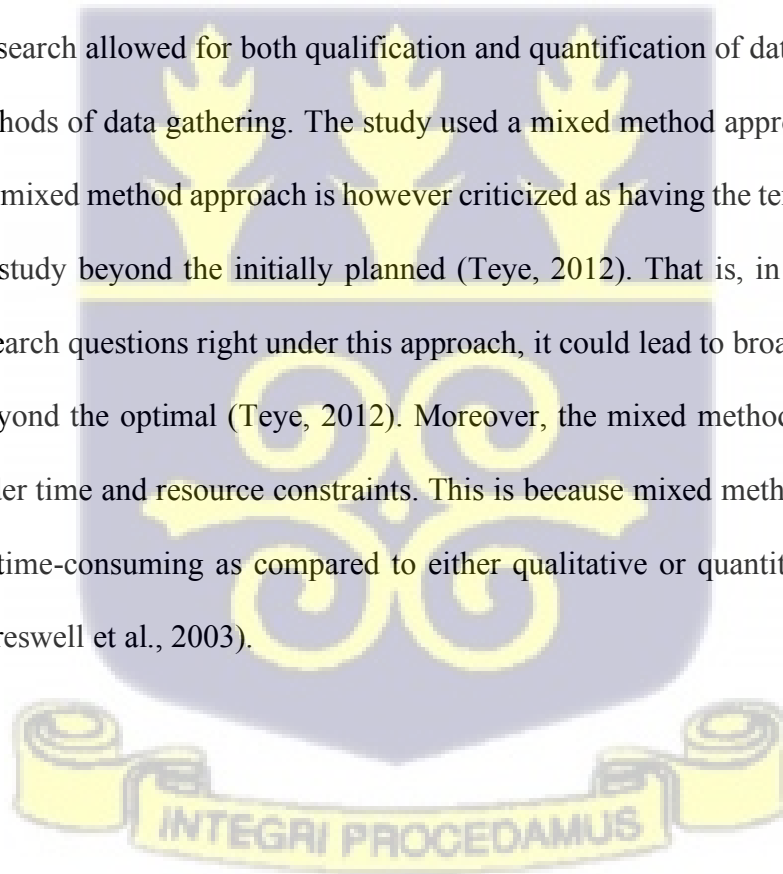 search allowed for both qualification and quantification of dat
hods of data gathering. The study used a mixed method appr
mixed method approach is however criticized as having the te
study beyond the initially planned (Teye, 2012). That is, in
earch questions right under this approach, it could lead to broa
yond the optimal (Teye, 2012). Moreover, the mixed method
ler time and resource constraints. This is because mixed meth
time-consuming as compared to either qualitative or quantit
reswell et al., 2003).
INTEGRI PROCEDAMUS